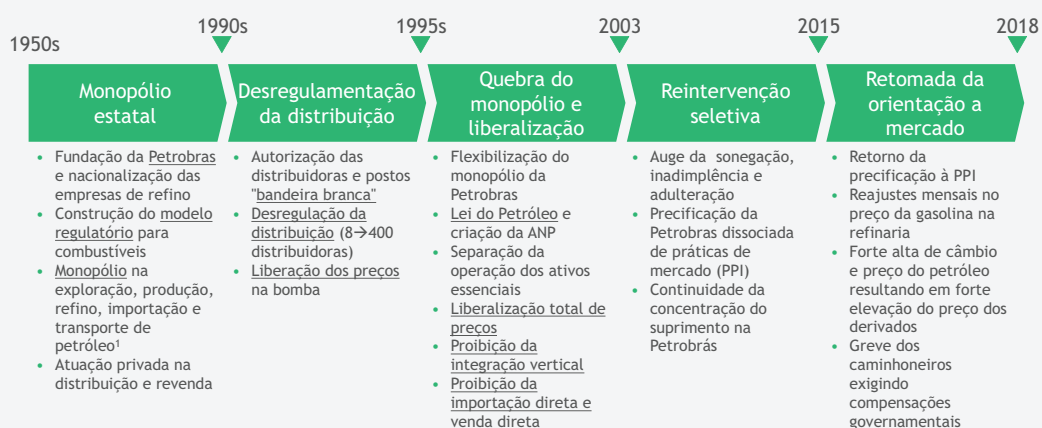 1950s
1990s
1995s
2003
2015
2018
Monopólio
estatal
Desregulamentação
da distribuição
Quebra do
monopólio e
liberalização
Reintervenção
seletiva
Retomada da
orientação a
mercado
• Fundação da Petrobras
e nacionalização das
empresas de refino
• Construção do modelo
regulatório para
combustíveis
• Monopólio na
exploração, produção,
refino, importação e
transporte de
petróleo¹
• Atuação privada na
distribuição e revenda
• Autorização das
distribuidoras e postos
"bandeira branca"
• Desregulação da
distribuição (8→400
distribuidoras)
• Liberação dos preços
na bomba
• Flexibilização do
monopólio da
Petrobras
• Lei do Petróleo e
criação da ANP
• Separação da
operação dos ativos
essenciais
• Liberalização total de
preços
• Proibição da
integração vertical
• Proibição da
importação direta e
venda direta
• Auge da sonegação,
inadimplência e
adulteração
• Precificação da
Petrobras dissociada
de práticas de
mercado (PPI)
• Continuidade da
concentração do
suprimento na
Petrobrás
• Retorno da
precificação à PPI
• Reajustes mensais no
preço da gasolina na
refinaria
• Forte alta de câmbio
e preço do petróleo
resultando em forte
elevação do preço dos
derivados
• Greve dos
caminhoneiros
exigindo
compensações
governamentais